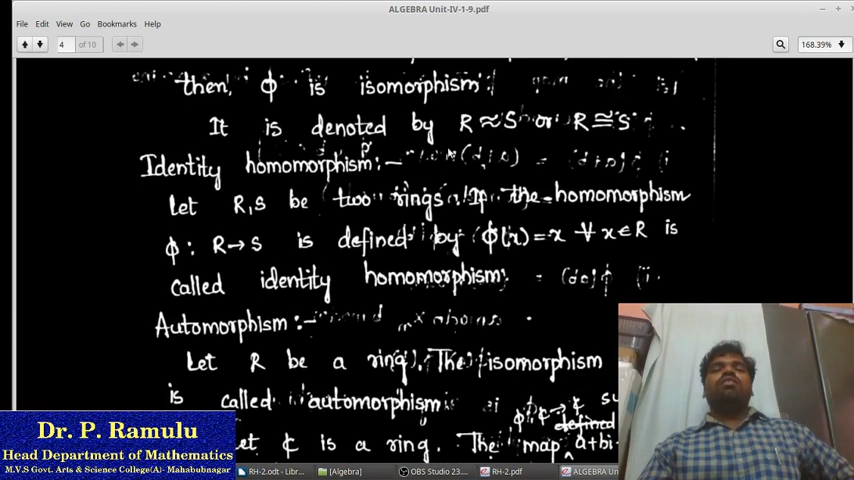 ALGEBRA Unit-IV-1-9.pdf
File Edit View Go Bookmarks Help
4 of 10 168.39%
then, ϕ is isomorphism
It is denoted by R ≈ S or R ≅ S
Identity homomorphism:-
Let R, S be two rings. If the homomorphism
ϕ : R→S is defined by ϕ(x)=x ∀ x∈R is
called identity homomorphism
Automorphism:-
Let R be a ring. The isomorphism
is called automorphism
Let ₵ is a ring. The map defined a+bi
Dr. P. Ramulu
Head Department of Mathematics
M.V.S Govt. Arts & Science College(A)- Mahabubnagar
RH-2.odt - Libr... [Algebra] OBS Studio 23.... RH-2.pdf ALGEBRA Uni